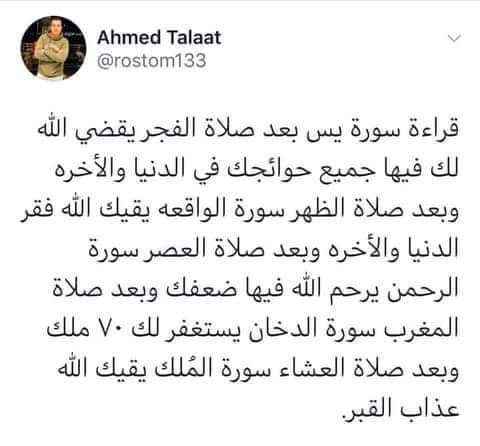 Ahmed Talaat
@rostom133
قراءة سورة يس بعد صلاة الفجر يقضي الله
لك فيها جميع حوائجك في الدنيا والأخره
وبعد صلاة الظهر سورة الواقعه يقيك الله فقر
الدنيا والأخره وبعد صلاة العصر سورة
الرحمن يرحم الله فيها ضعفك وبعد صلاة
المغرب سورة الدخان يستغفر لك ٧٠ ملك
وبعد صلاة العشاء سورة المُلك يقيك الله
عذاب القبر.